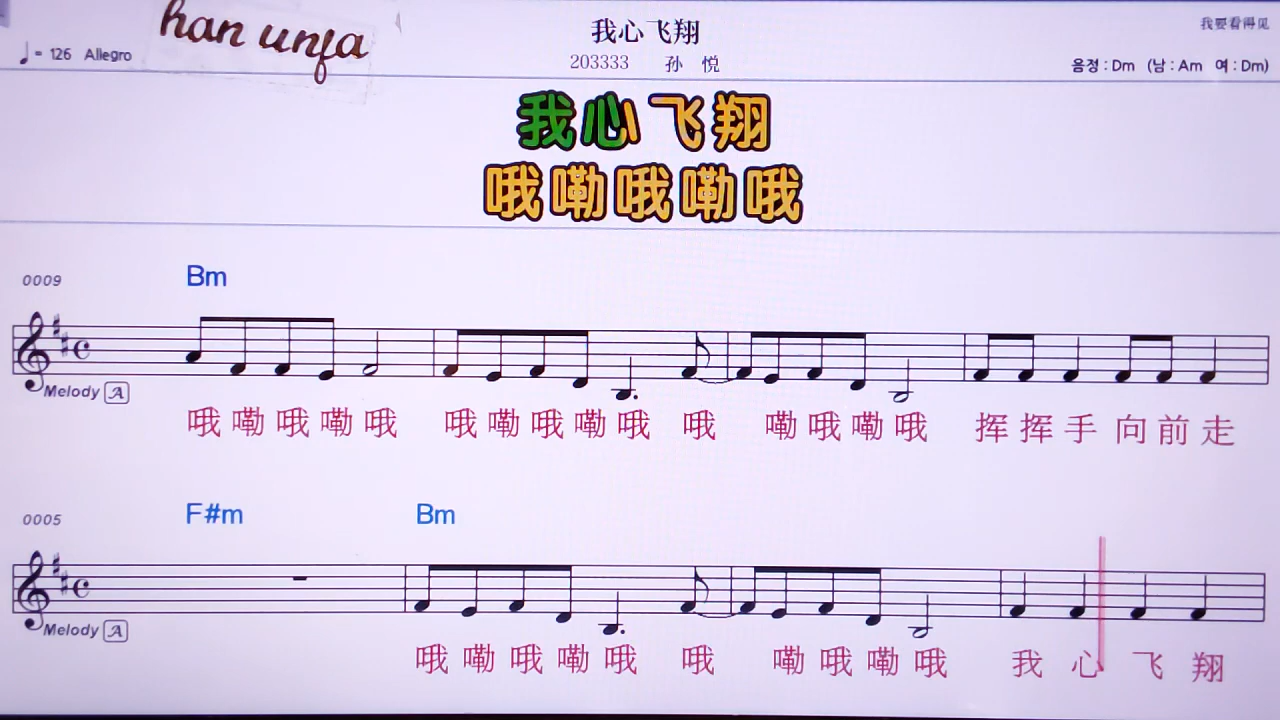 han unfa
我心飞翔
我要看得见
♩= 126 Allegro
203333 孙 悦
음정 : Dm (남 : Am 여 : Dm)
我心飞翔
哦嘞哦嘞哦
0009 Bm
Melody A
哦 嘞 哦 嘞 哦 哦 嘞 哦 嘞 哦 哦 嘞 哦 嘞 哦 挥 挥 手 向 前 走
0005 F#m Bm
Melody A
哦 嘞 哦 嘞 哦 哦 嘞 哦 嘞 哦 我 心 飞 翔